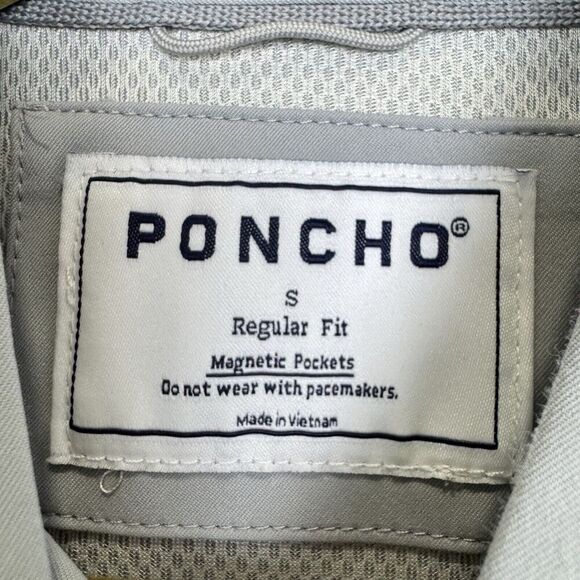 PONCHO®
S
Regular Fit
Magnetic Pockets
Do not wear with pacemakers.
Made in Vietnam